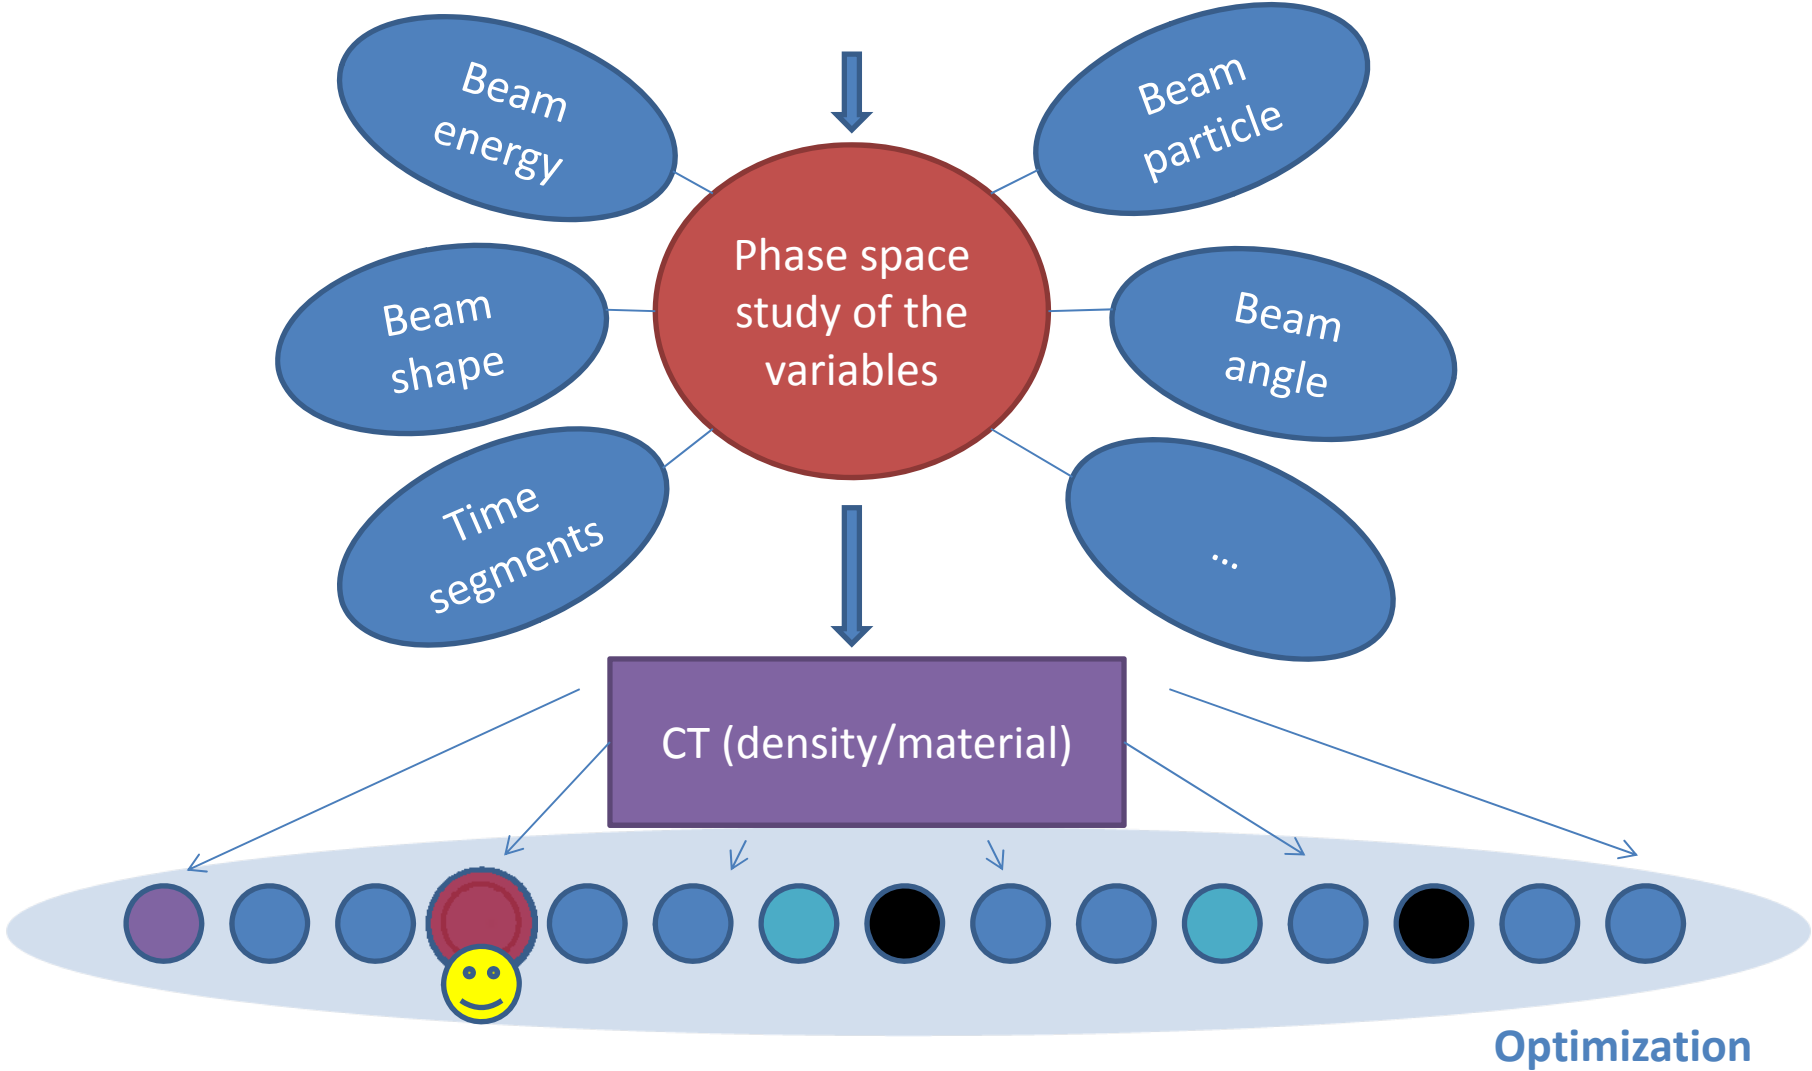 Beam
energy
Beam
particle
Phase space
study of the
variables
Beam
shape
Beam
angle
Time
segments
...
CT (density/material)
Optimization